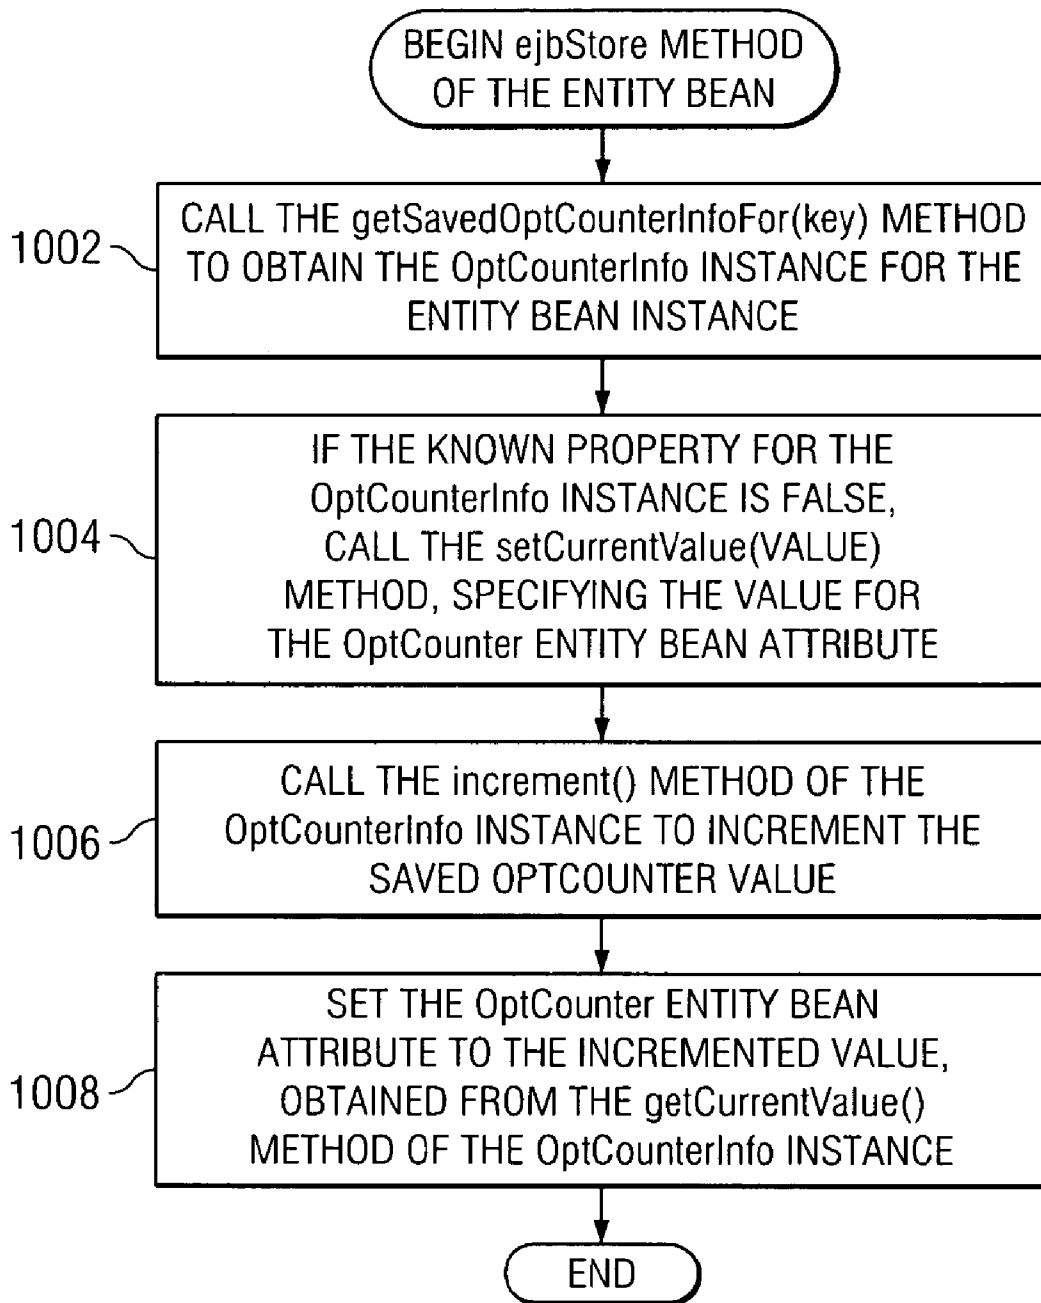 BEGIN ejbStore METHOD
OF THE ENTITY BEAN
1002
CALL THE getSavedOptCounterInfoFor(key) METHOD
TO OBTAIN THE OptCounterInfo INSTANCE FOR THE
ENTITY BEAN INSTANCE
1004
IF THE KNOWN PROPERTY FOR THE
OptCounterInfo INSTANCE IS FALSE,
CALL THE setCurrentValue(VALUE)
METHOD, SPECIFYING THE VALUE FOR
THE OptCounter ENTITY BEAN ATTRIBUTE
1006
CALL THE increment() METHOD OF THE
OptCounterInfo INSTANCE TO INCREMENT THE
SAVED OPTCOUNTER VALUE
1008
SET THE OptCounter ENTITY BEAN
ATTRIBUTE TO THE INCREMENTED VALUE,
OBTAINED FROM THE getCurrentValue()
METHOD OF THE OptCounterInfo INSTANCE
END